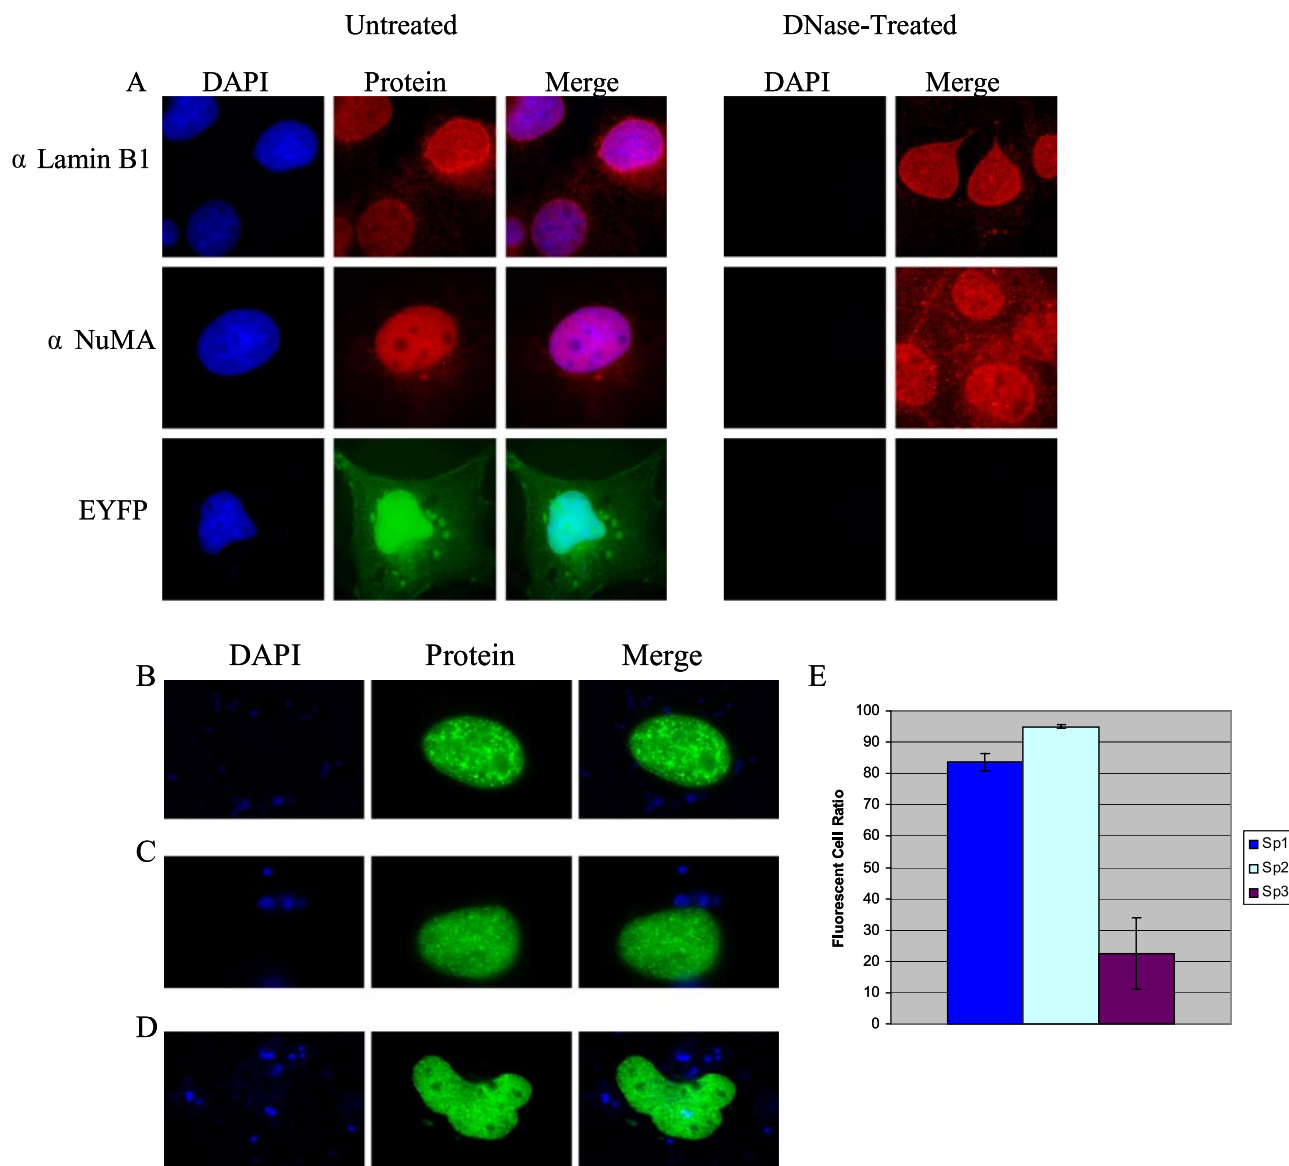 Untreated
DNase-Treated
A
DAPI
Protein
Merge
DAPI
Merge
α Lamin B1
α NuMA
EYFP
DAPI
Protein
Merge
B
C
D
E
Fluorescent Cell Ratio
100
90
80
70
60
50
40
30
20
10
0
Sp1
Sp2
Sp3